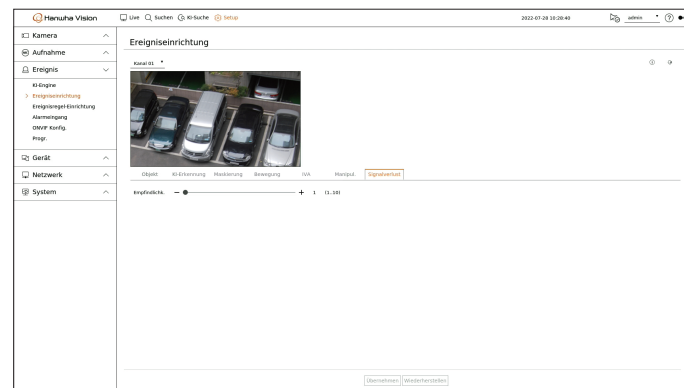 Hanwha Vision Live Suchen KI-Suche Setup 2022-07-28 10:28:40 admin
Kamera
Aufnahme
Ereignis
KI-Engine
Ereigniseinrichtung
Ereignisregel-Einrichtung
Alarmeingang
ONVIF Konfig.
Progr.
Gerät
Netzwerk
System
Ereigniseinrichtung
Kanal 01
Objekt KI-Erkennung Maskierung Bewegung IVA Manipul. Signalverlust
Empfindlichk. − + 1 (1..10)
Übernehmen Wiederherstellen